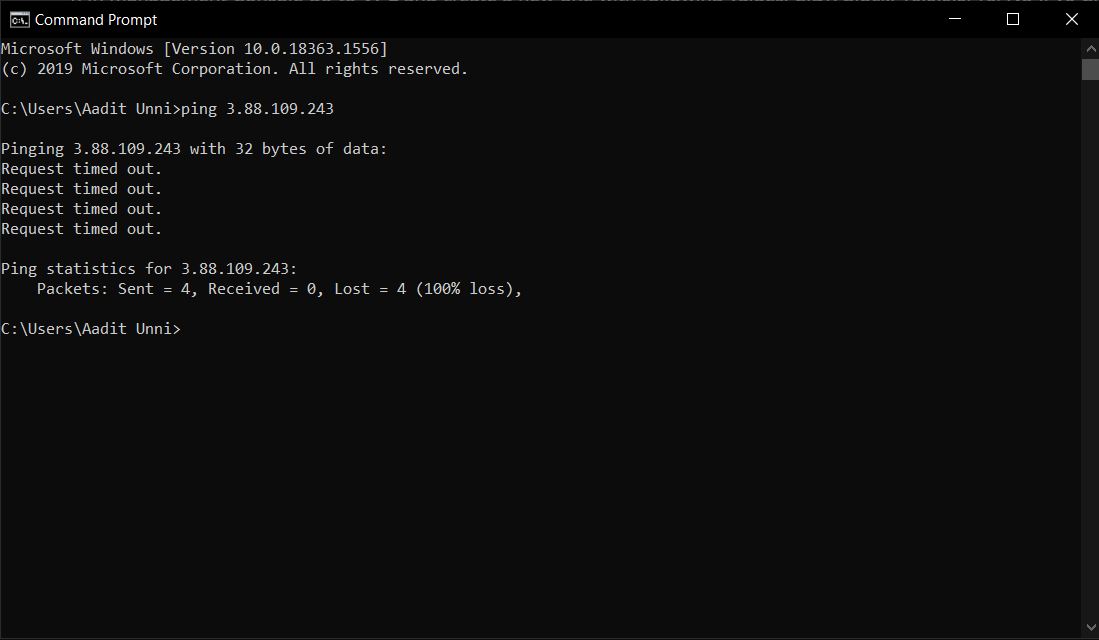 Command Prompt
Microsoft Windows [Version 10.0.18363.1556]
(c) 2019 Microsoft Corporation. All rights reserved.
C:\Users\Aadit Unni>ping 3.88.109.243
Pinging 3.88.109.243 with 32 bytes of data:
Request timed out.
Request timed out.
Request timed out.
Request timed out.
Ping statistics for 3.88.109.243:
    Packets: Sent = 4, Received = 0, Lost = 4 (100% loss),
C:\Users\Aadit Unni>